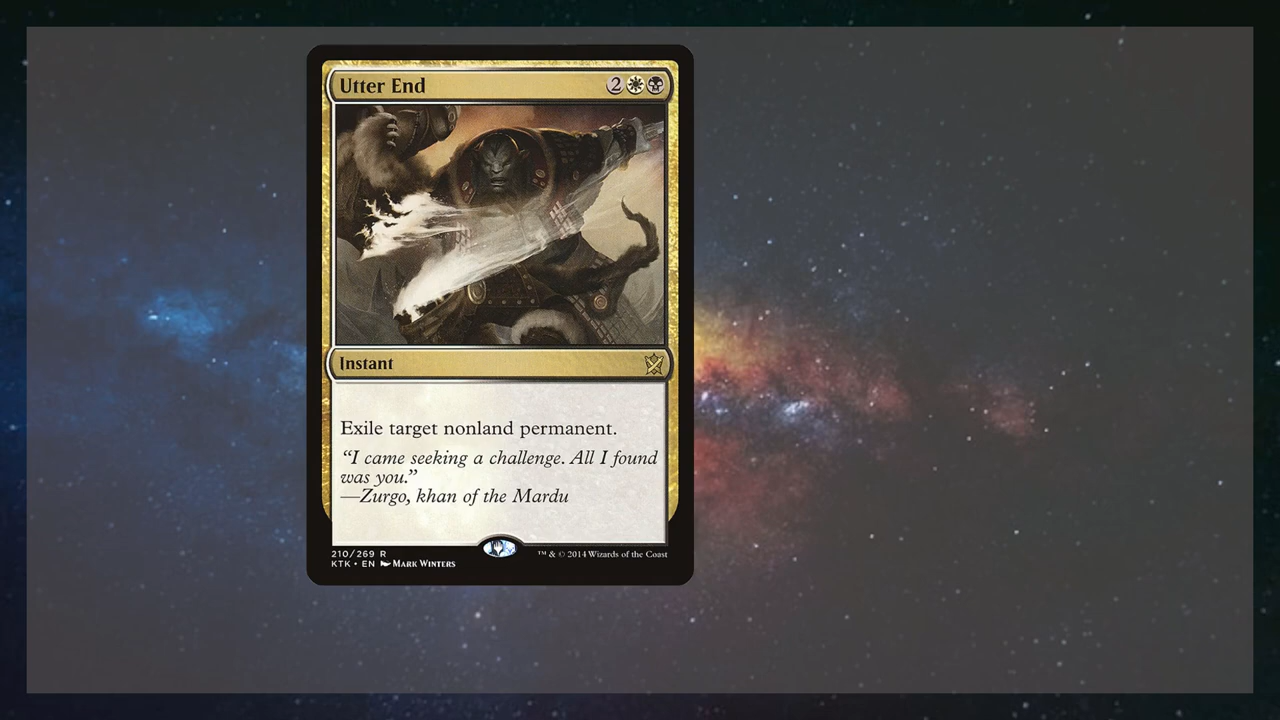 Utter End 2
Instant
Exile target nonland permanent.
“I came seeking a challenge. All I found
was you.”
—Zurgo, khan of the Mardu
210/269 R
KTK • EN Mark Winters
™ & © 2014 Wizards of the Coast